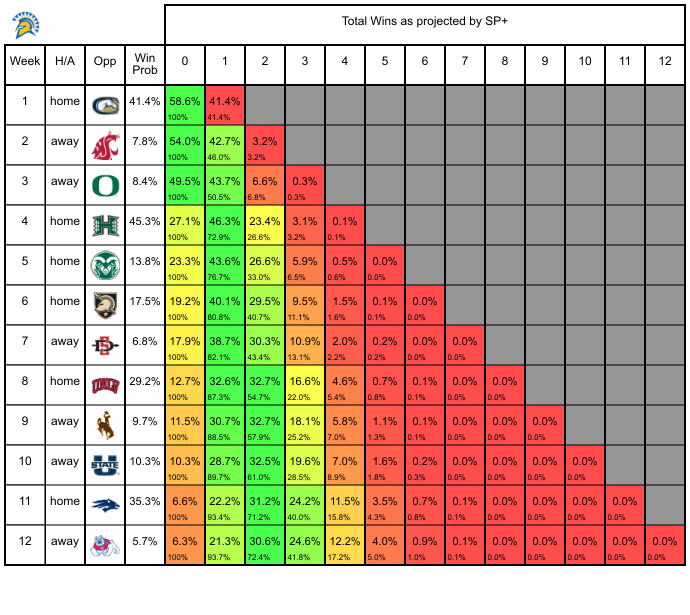 Total Wins as projected by SP+
Week H/A Opp Win Prob 0 1 2 3 4 5 6 7 8 9 10 11 12
1 home C 41.4% 58.6% 41.4%
100% 41.4%
2 away 7.8% 54.0% 42.7% 3.2%
100% 46.0% 3.2%
3 away O 8.4% 49.5% 43.7% 6.6% 0.3%
100% 50.5% 6.8% 0.3%
4 home H 45.3% 27.1% 46.3% 23.4% 3.1% 0.1%
100% 72.9% 26.6% 3.2% 0.1%
5 home 13.8% 23.3% 43.6% 26.6% 5.9% 0.5% 0.0%
100% 76.7% 33.0% 6.5% 0.6% 0.0%
6 home 17.5% 19.2% 40.1% 29.5% 9.5% 1.5% 0.1% 0.0%
100% 80.8% 40.7% 11.1% 1.6% 0.1% 0.0%
7 away SD 6.8% 17.9% 38.7% 30.3% 10.9% 2.0% 0.2% 0.0% 0.0%
100% 82.1% 43.4% 13.1% 2.2% 0.2% 0.0% 0.0%
8 home UNLV 29.2% 12.7% 32.6% 32.7% 16.6% 4.6% 0.7% 0.1% 0.0% 0.0%
100% 87.3% 54.7% 22.0% 5.4% 0.8% 0.1% 0.0% 0.0%
9 away 9.7% 11.5% 30.7% 32.7% 18.1% 5.8% 1.1% 0.1% 0.0% 0.0% 0.0%
100% 88.5% 57.9% 25.2% 7.0% 1.3% 0.1% 0.0% 0.0% 0.0%
10 away U STATE 10.3% 10.3% 28.7% 32.5% 19.6% 7.0% 1.6% 0.2% 0.0% 0.0% 0.0% 0.0%
100% 89.7% 61.0% 28.5% 8.9% 1.8% 0.3% 0.0% 0.0% 0.0% 0.0%
11 home 35.3% 6.6% 22.2% 31.2% 24.2% 11.5% 3.5% 0.7% 0.1% 0.0% 0.0% 0.0% 0.0%
100% 93.4% 71.2% 40.0% 15.8% 4.3% 0.8% 0.1% 0.0% 0.0% 0.0% 0.0%
12 away 5.7% 6.3% 21.3% 30.6% 24.6% 12.2% 4.0% 0.9% 0.1% 0.0% 0.0% 0.0% 0.0% 0.0%
100% 93.7% 72.4% 41.8% 17.2% 5.0% 1.0% 0.1% 0.0% 0.0% 0.0% 0.0% 0.0%